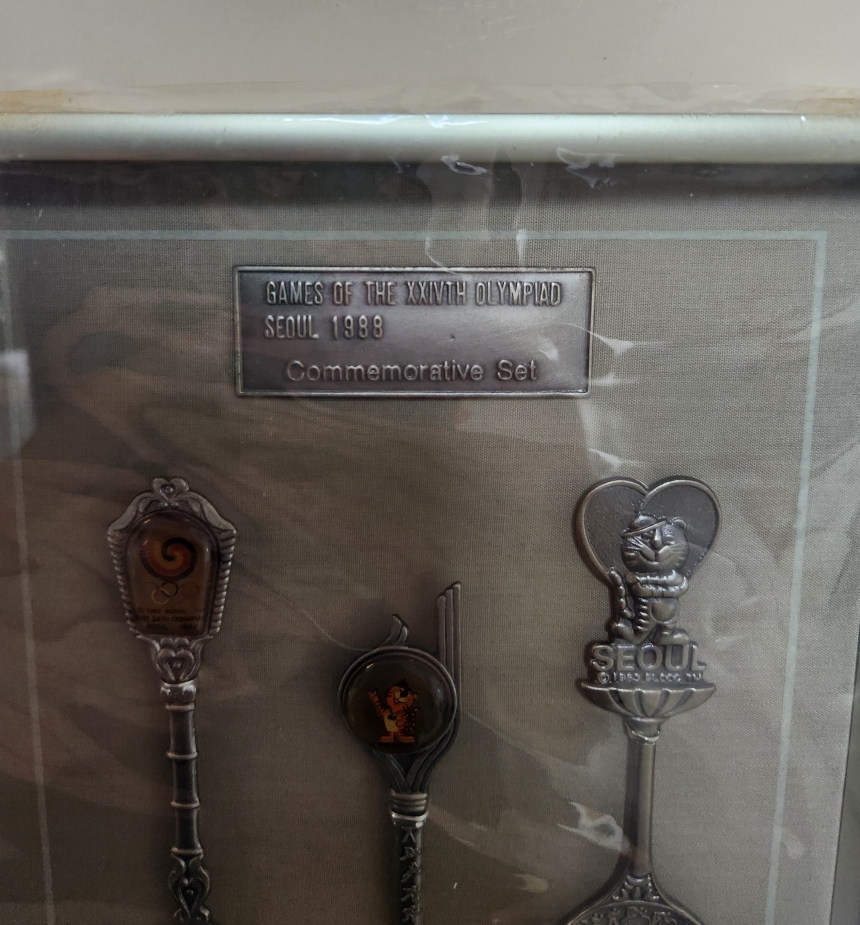 GAMES OF THE XXIVTH OLYMPIAD
SEOUL 1988
Commemorative Set
SEOUL